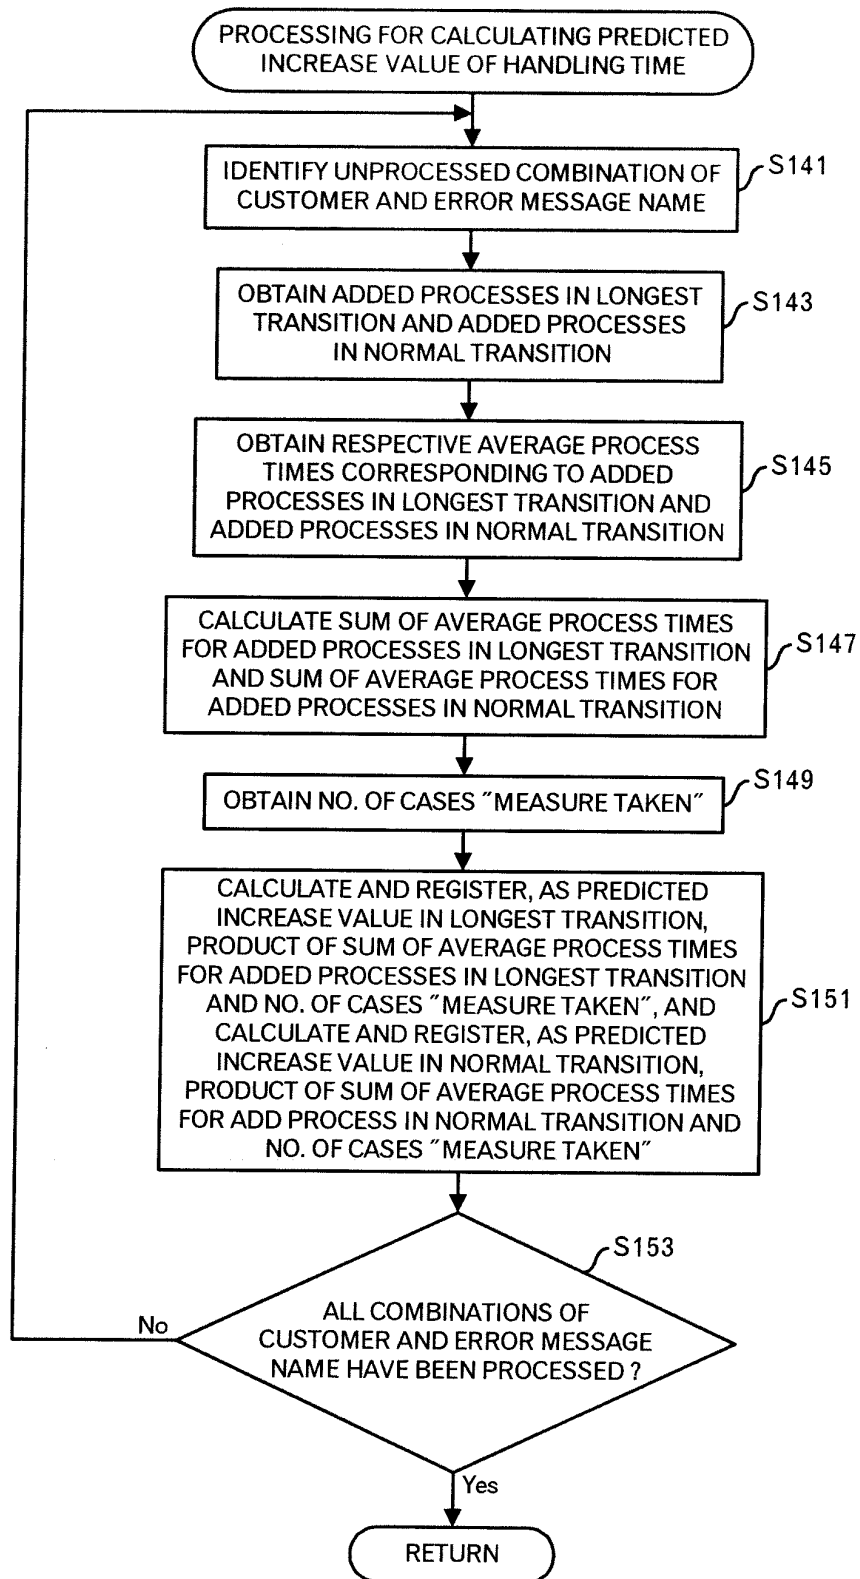 PROCESSING FOR CALCULATING PREDICTED
INCREASE VALUE OF HANDLING TIME
IDENTIFY UNPROCESSED COMBINATION OF
CUSTOMER AND ERROR MESSAGE NAME
S141
OBTAIN ADDED PROCESSES IN LONGEST
TRANSITION AND ADDED PROCESSES
IN NORMAL TRANSITION
S143
OBTAIN RESPECTIVE AVERAGE PROCESS
TIMES CORRESPONDING TO ADDED
PROCESSES IN LONGEST TRANSITION AND
ADDED PROCESSES IN NORMAL TRANSITION
S145
CALCULATE SUM OF AVERAGE PROCESS TIMES
FOR ADDED PROCESSES IN LONGEST TRANSITION
AND SUM OF AVERAGE PROCESS TIMES FOR
ADDED PROCESSES IN NORMAL TRANSITION
S147
OBTAIN NO. OF CASES "MEASURE TAKEN"
S149
CALCULATE AND REGISTER, AS PREDICTED
INCREASE VALUE IN LONGEST TRANSITION,
PRODUCT OF SUM OF AVERAGE PROCESS TIMES
FOR ADDED PROCESSES IN LONGEST TRANSITION
AND NO. OF CASES "MEASURE TAKEN", AND
CALCULATE AND REGISTER, AS PREDICTED
INCREASE VALUE IN NORMAL TRANSITION,
PRODUCT OF SUM OF AVERAGE PROCESS TIMES
FOR ADD PROCESS IN NORMAL TRANSITION AND
NO. OF CASES "MEASURE TAKEN"
S151
S153
ALL COMBINATIONS OF
CUSTOMER AND ERROR MESSAGE
NAME HAVE BEEN PROCESSED ?
No
Yes
RETURN